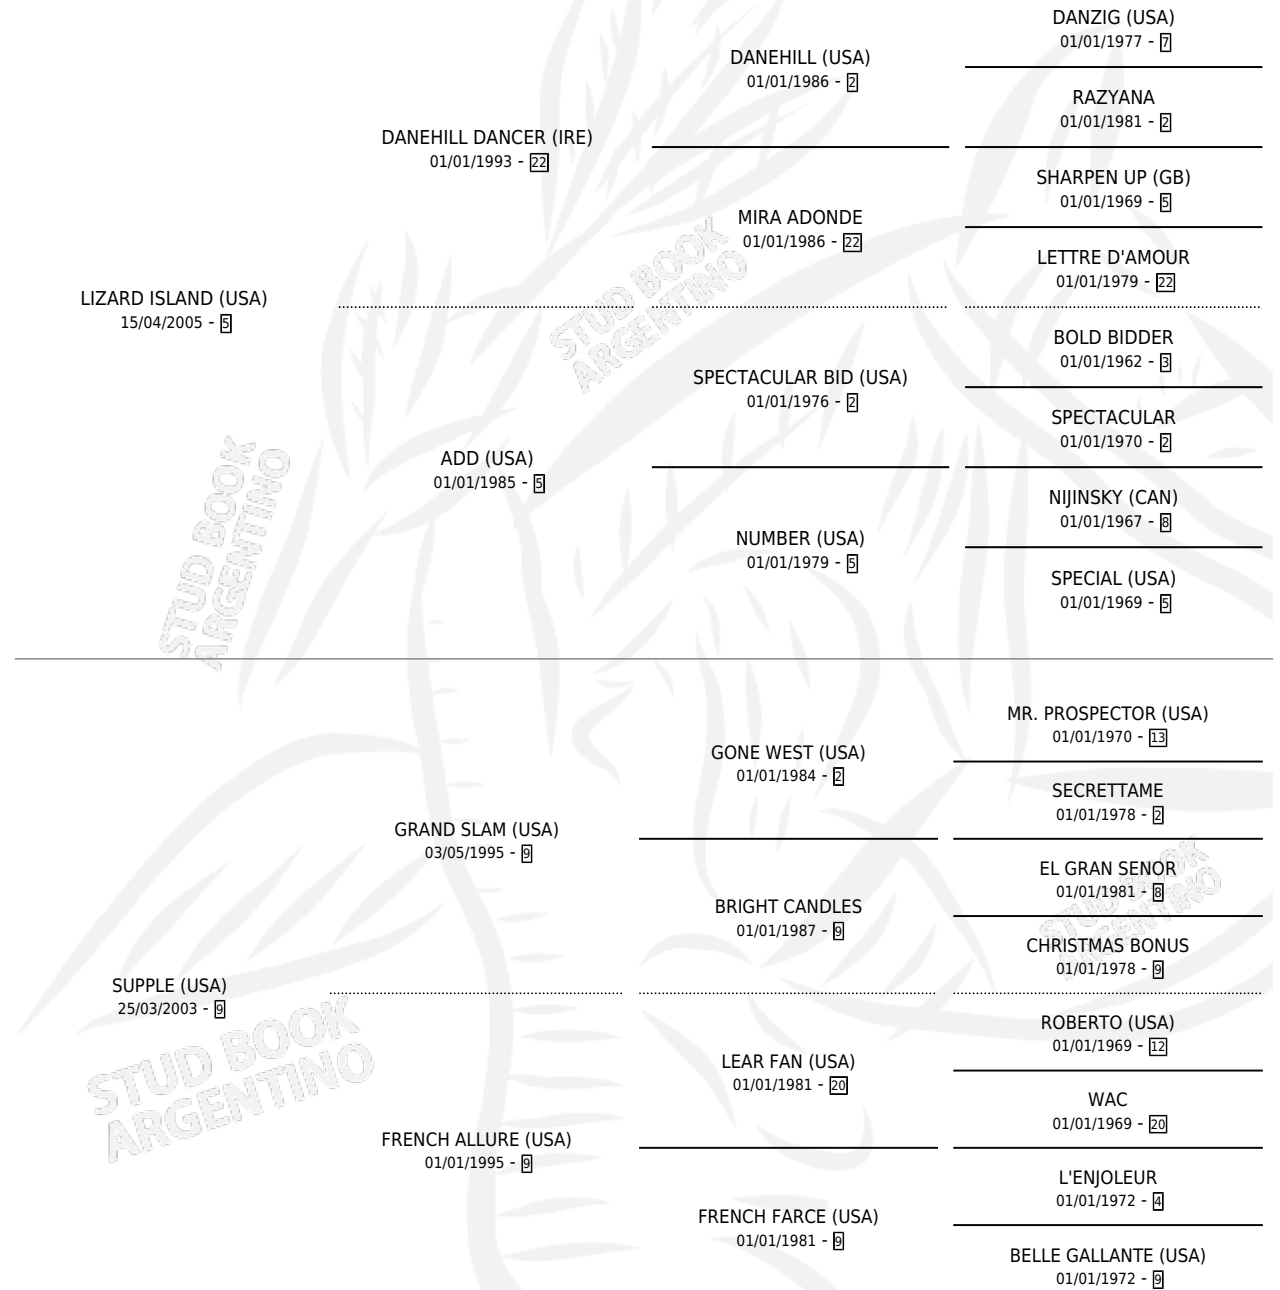 DANZIG (USA)
01/01/1977 - 7
DANEHILL (USA)
01/01/1986 - 2
RAZYANA
01/01/1981 - 2
DANEHILL DANCER (IRE)
01/01/1993 - 22
SHARPEN UP (GB)
01/01/1969 - 5
MIRA ADONDE
01/01/1986 - 22
LETTRE D'AMOUR
01/01/1979 - 22
LIZARD ISLAND (USA)
15/04/2005 - 5
BOLD BIDDER
01/01/1962 - 3
SPECTACULAR BID (USA)
01/01/1976 - 2
SPECTACULAR
01/01/1970 - 2
ADD (USA)
01/01/1985 - 5
NIJINSKY (CAN)
01/01/1967 - 8
NUMBER (USA)
01/01/1979 - 5
SPECIAL (USA)
01/01/1969 - 5
MR. PROSPECTOR (USA)
01/01/1970 - 13
GONE WEST (USA)
01/01/1984 - 2
SECRETTAME
01/01/1978 - 2
GRAND SLAM (USA)
03/05/1995 - 9
EL GRAN SENOR
01/01/1981 - 8
BRIGHT CANDLES
01/01/1987 - 9
CHRISTMAS BONUS
01/01/1978 - 9
SUPPLE (USA)
25/03/2003 - 9
ROBERTO (USA)
01/01/1969 - 12
LEAR FAN (USA)
01/01/1981 - 20
WAC
01/01/1969 - 20
FRENCH ALLURE (USA)
01/01/1995 - 9
L'ENJOLEUR
01/01/1972 - 4
FRENCH FARCE (USA)
01/01/1981 - 9
BELLE GALLANTE (USA)
01/01/1972 - 9
STUD BOOK
ARGENTINO
STUD BOOK
ARGENTINO
STUD BOOK
ARGENTINO
STUD BOOK
ARGENTINO